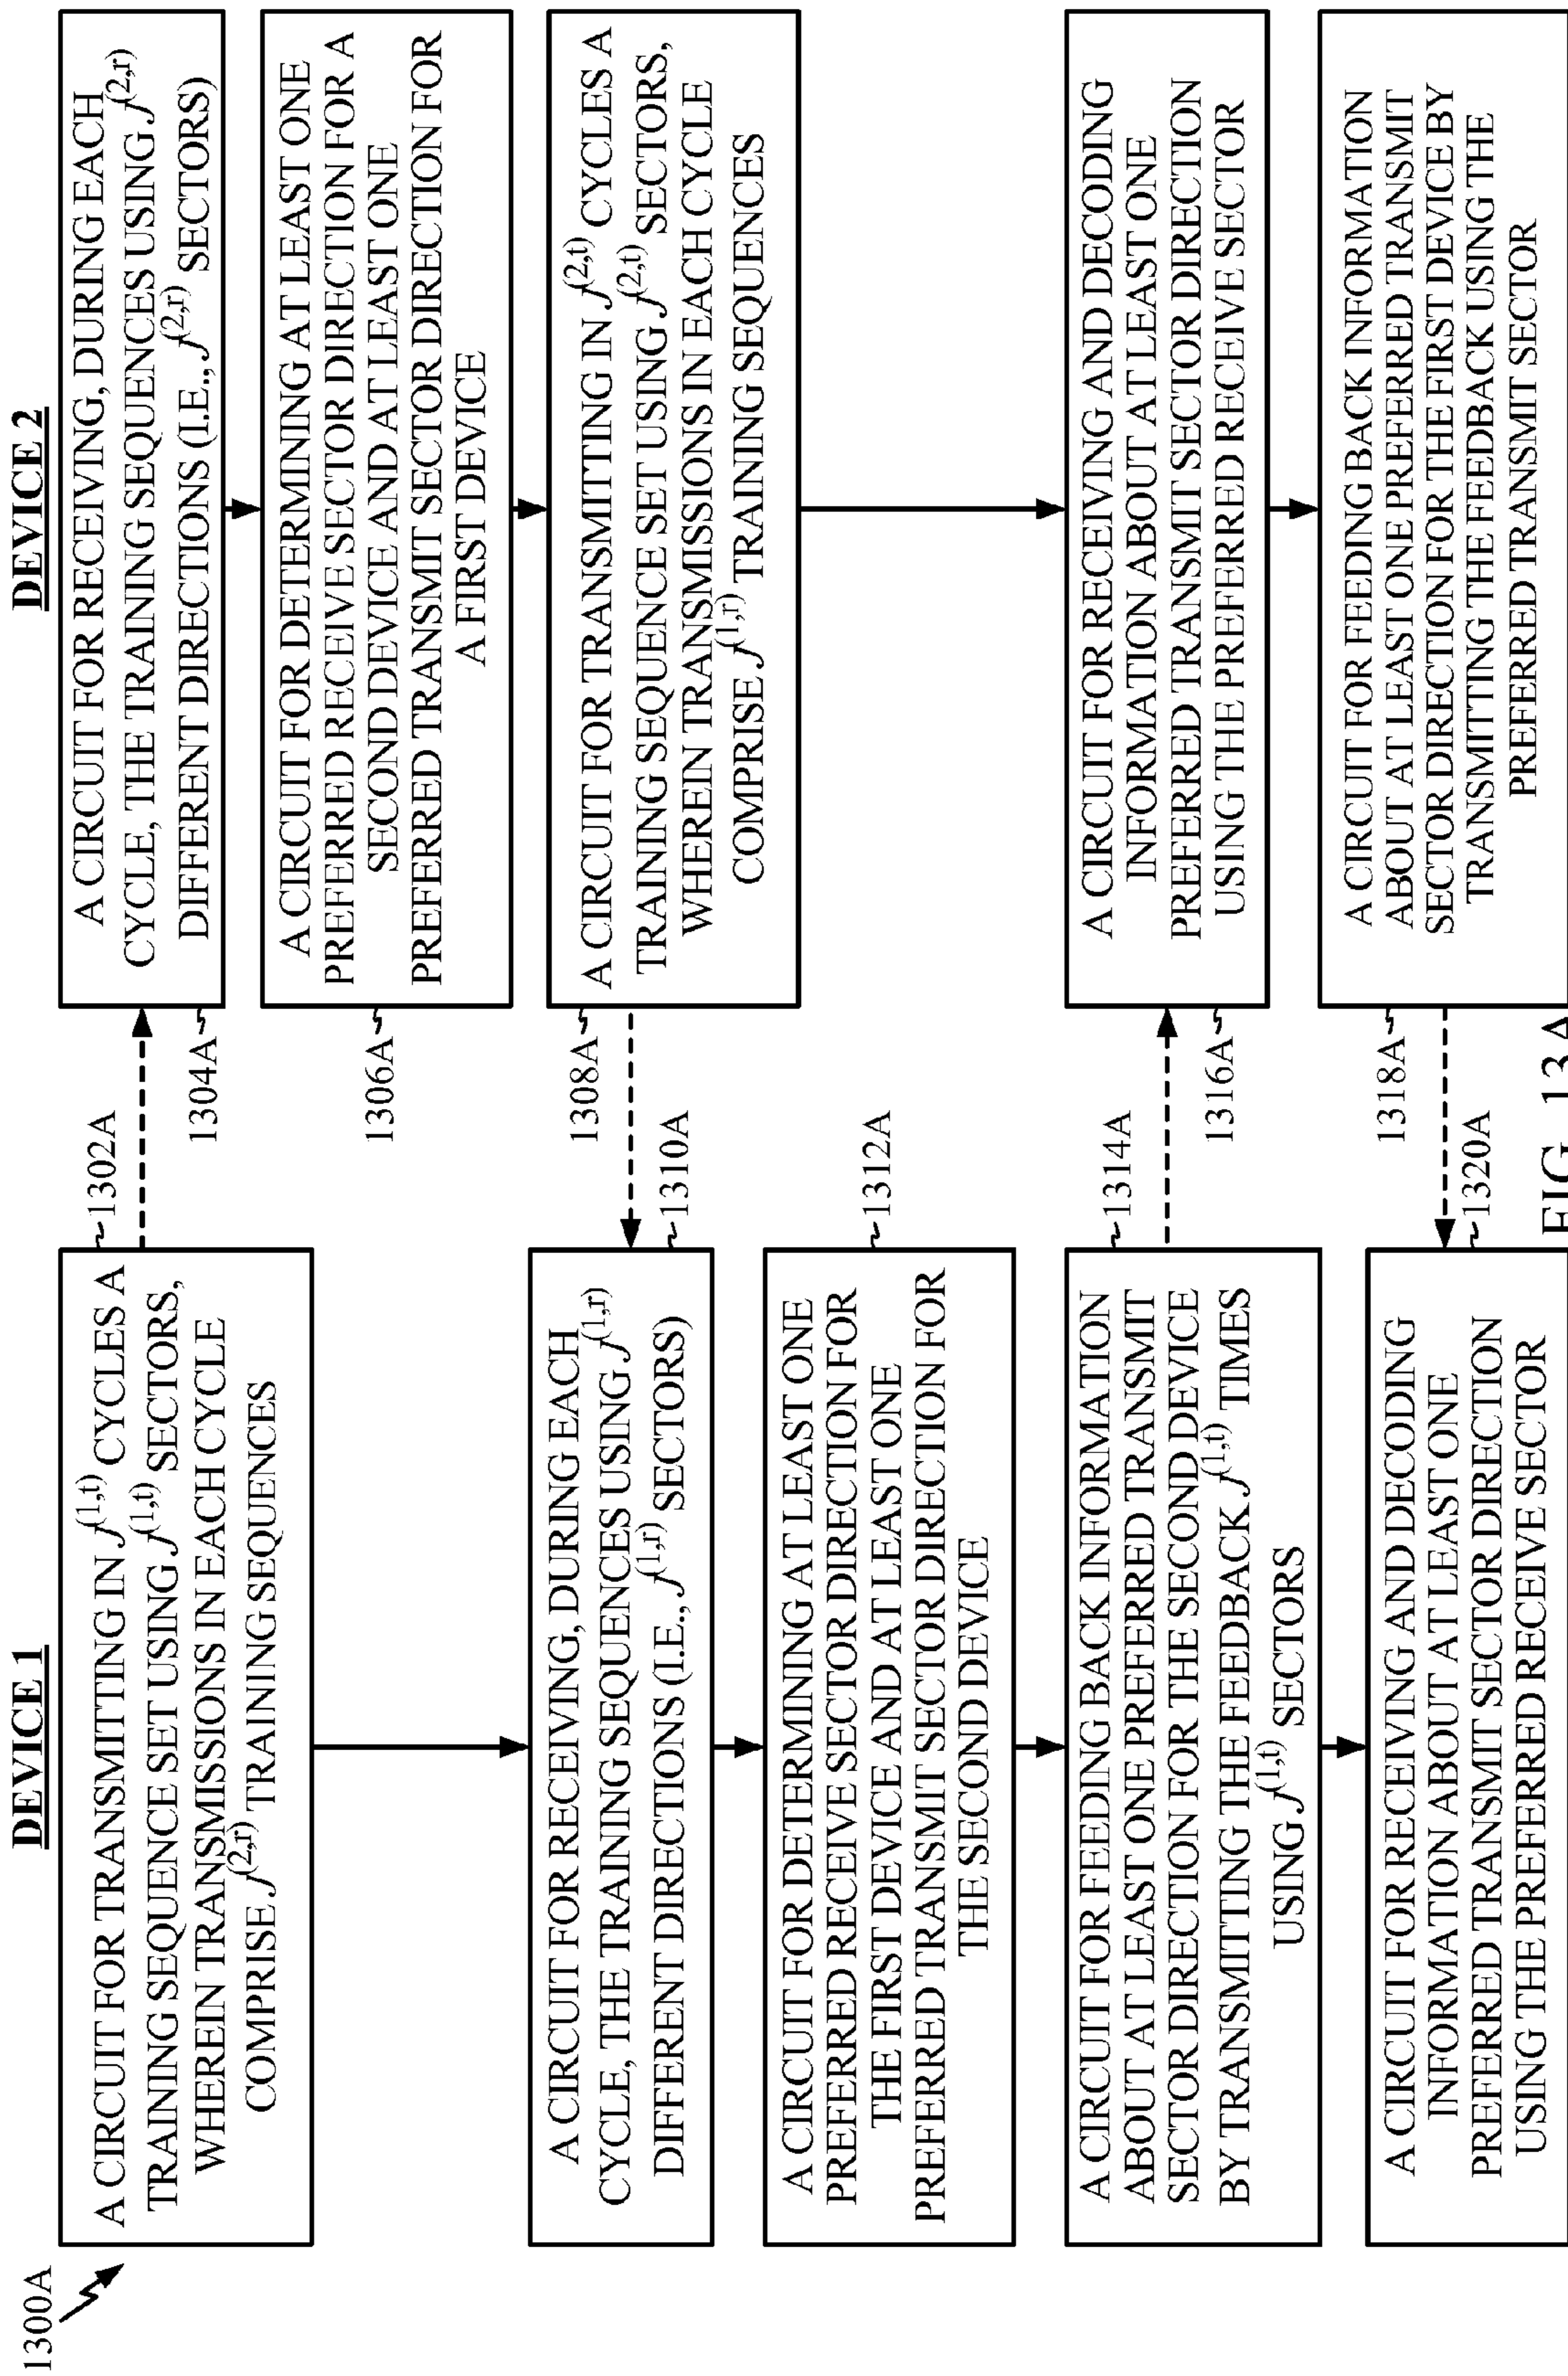 1300A
DEVICE 1
A CIRCUIT FOR TRANSMITTING IN J^(1,t) CYCLES A
TRAINING SEQUENCE SET USING J^(1,t) SECTORS,
WHEREIN TRANSMISSIONS IN EACH CYCLE
COMPRISE J^(2,r) TRAINING SEQUENCES
1302A
A CIRCUIT FOR RECEIVING, DURING EACH
CYCLE, THE TRAINING SEQUENCES USING J^(1,r)
DIFFERENT DIRECTIONS (I.E., J^(1,r) SECTORS)
1310A
A CIRCUIT FOR DETERMINING AT LEAST ONE
PREFERRED RECEIVE SECTOR DIRECTION FOR
THE FIRST DEVICE AND AT LEAST ONE
PREFERRED TRANSMIT SECTOR DIRECTION FOR
THE SECOND DEVICE
1312A
A CIRCUIT FOR FEEDING BACK INFORMATION
ABOUT AT LEAST ONE PREFERRED TRANSMIT
SECTOR DIRECTION FOR THE SECOND DEVICE
BY TRANSMITTING THE FEEDBACK J^(1,t) TIMES
USING J^(1,t) SECTORS
1314A
A CIRCUIT FOR RECEIVING AND DECODING
INFORMATION ABOUT AT LEAST ONE
PREFERRED TRANSMIT SECTOR DIRECTION
USING THE PREFERRED RECEIVE SECTOR
1320A
DEVICE 2
A CIRCUIT FOR RECEIVING, DURING EACH
CYCLE, THE TRAINING SEQUENCES USING J^(2,r)
DIFFERENT DIRECTIONS (I.E., J^(2,r) SECTORS)
1304A
A CIRCUIT FOR DETERMINING AT LEAST ONE
PREFERRED RECEIVE SECTOR DIRECTION FOR A
SECOND DEVICE AND AT LEAST ONE
PREFERRED TRANSMIT SECTOR DIRECTION FOR
A FIRST DEVICE
1306A
A CIRCUIT FOR TRANSMITTING IN J^(2,t) CYCLES A
TRAINING SEQUENCE SET USING J^(2,t) SECTORS,
WHEREIN TRANSMISSIONS IN EACH CYCLE
COMPRISE J^(1,r) TRAINING SEQUENCES
1308A
A CIRCUIT FOR RECEIVING AND DECODING
INFORMATION ABOUT AT LEAST ONE
PREFERRED TRANSMIT SECTOR DIRECTION
USING THE PREFERRED RECEIVE SECTOR
1316A
A CIRCUIT FOR FEEDING BACK INFORMATION
ABOUT AT LEAST ONE PREFERRED TRANSMIT
SECTOR DIRECTION FOR THE FIRST DEVICE BY
TRANSMITTING THE FEEDBACK USING THE
PREFERRED TRANSMIT SECTOR
1318A
FIG. 13A